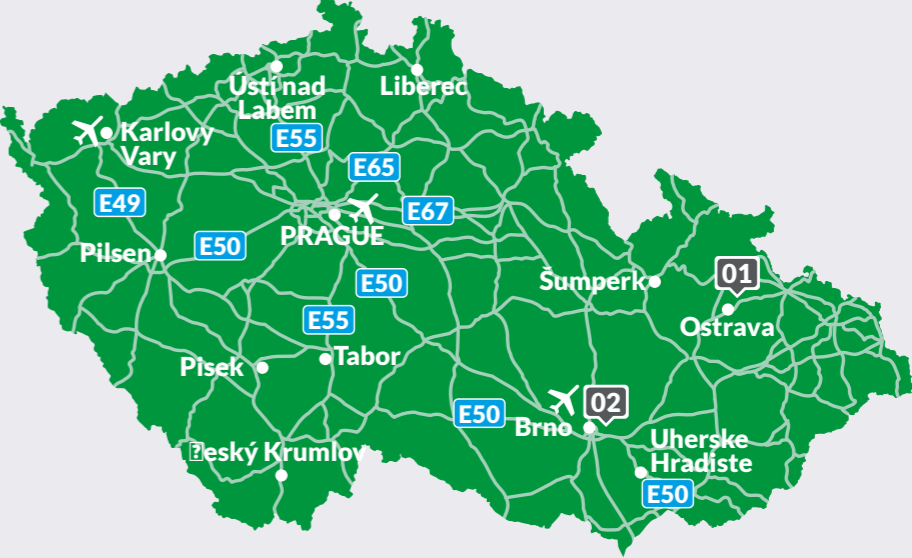 Ústí nad
Labem
Liberec
Karlovy
Vary
E55
E65
E49
E67
PRAGUE
Pilsen
E50
E50
Šumperk
01
E55
Ostrava
Pisek
Tabor
E50
02
Brno
Uherske
Hradiste
eský Krumlov
E50